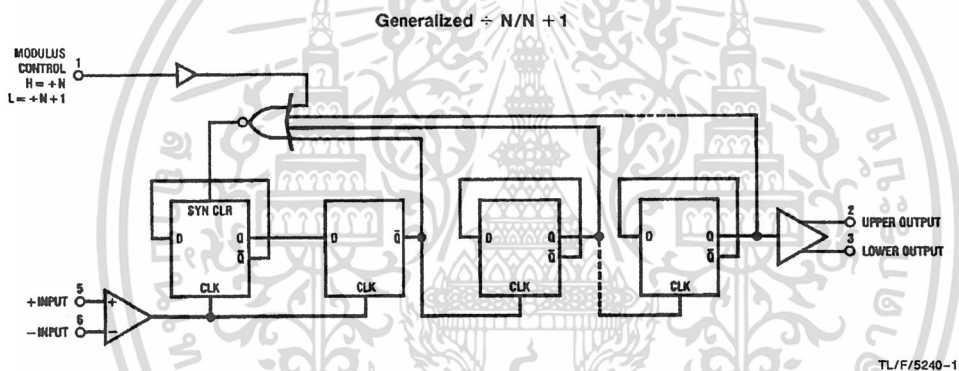 Generalized ÷ N/N + 1
MODULUS
CONTROL 1
H = ÷N
L = ÷N+1
SYN CLR
D Q
Q̅
CLK
D Q̅
CLK
D Q
Q̅
CLK
D Q
Q̅
CLK
2 UPPER OUTPUT
3 LOWER OUTPUT
+INPUT 5 +
−INPUT 6 −
TL/F/5240–1